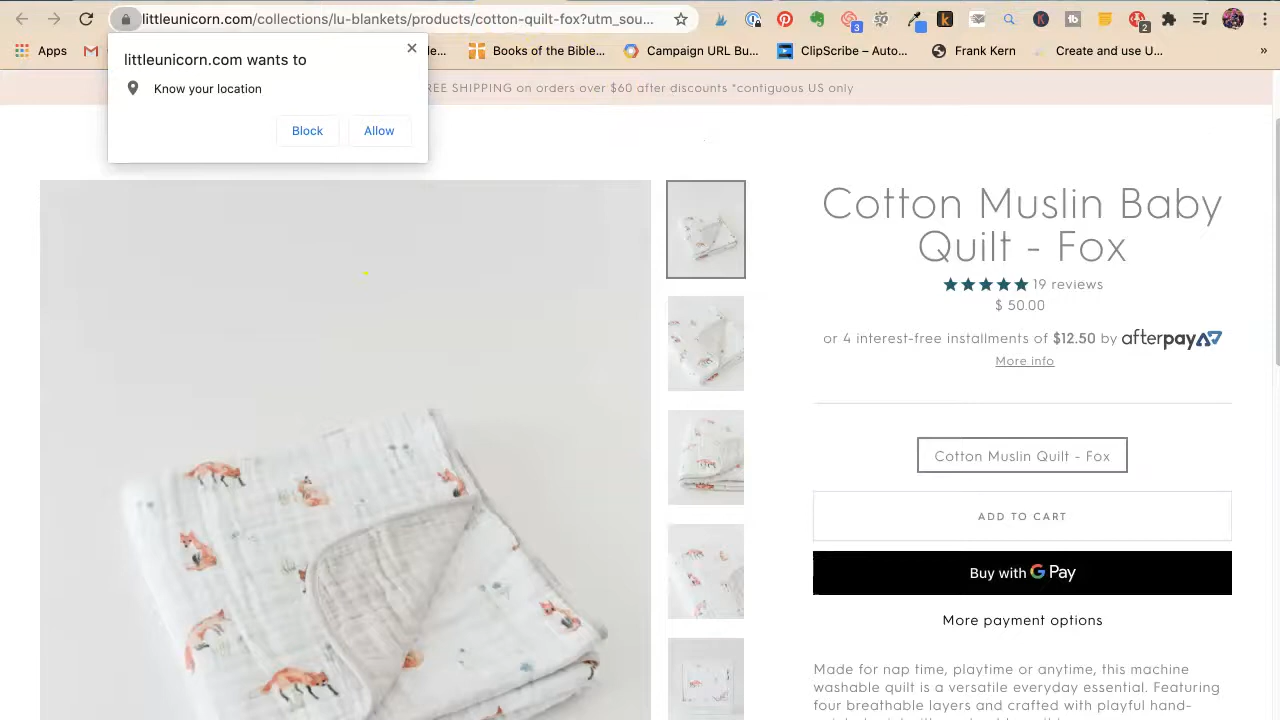 littleunicorn.com/collections/lu-blankets/products/cotton-quilt-fox?utm_sou...
3
2
Apps
le...
Books of the Bible...
Campaign URL Bu...
ClipScribe – Auto...
Frank Kern
Create and use U...
»
littleunicorn.com wants to
Know your location
Block
Allow
REE SHIPPING on orders over $60 after discounts *contiguous US only
Cotton Muslin Baby
Quilt - Fox
19 reviews
$ 50.00
or 4 interest-free installments of $12.50 by afterpay
More info
Cotton Muslin Quilt - Fox
ADD TO CART
Buy with G Pay
More payment options
Made for nap time, playtime or anytime, this machine
washable quilt is a versatile everyday essential. Featuring
four breathable layers and crafted with playful hand-